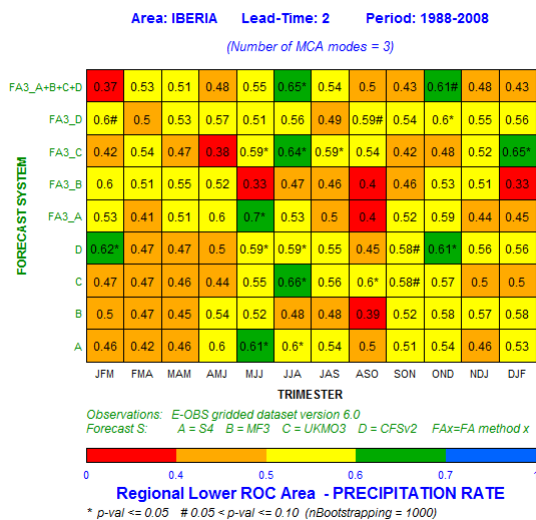 Area: IBERIA Lead-Time: 2 Period: 1988-2008
(Number of MCA modes = 3)
FORECAST SYSTEM
FA3_A+B+C+D 0.37 0.53 0.51 0.48 0.55 0.65* 0.54 0.5 0.43 0.61# 0.48 0.43
FA3_D 0.6# 0.5 0.53 0.57 0.51 0.56 0.49 0.59# 0.54 0.6* 0.55 0.56
FA3_C 0.42 0.54 0.47 0.38 0.59* 0.64* 0.59* 0.54 0.42 0.48 0.52 0.65*
FA3_B 0.6 0.51 0.55 0.52 0.33 0.47 0.46 0.4 0.46 0.53 0.51 0.33
FA3_A 0.53 0.41 0.51 0.6 0.7* 0.53 0.5 0.4 0.52 0.59 0.44 0.45
D 0.62* 0.47 0.47 0.5 0.59* 0.59* 0.55 0.45 0.58# 0.61* 0.56 0.56
C 0.47 0.47 0.46 0.44 0.55 0.66* 0.56 0.6* 0.58# 0.57 0.5 0.5
B 0.5 0.47 0.45 0.54 0.52 0.48 0.48 0.39 0.52 0.58 0.57 0.58
A 0.46 0.42 0.46 0.6 0.61* 0.6* 0.54 0.5 0.51 0.54 0.46 0.53
JFM FMA MAM AMJ MJJ JJA JAS ASO SON OND NDJ DJF
TRIMESTER
Observations: E-OBS gridded dataset version 6.0
Forecast S: A = S4 B = MF3 C = UKMO3 D = CFSv2 FAx=FA method x
0 0.4 0.5 0.6 0.7 1
Regional Lower ROC Area - PRECIPITATION RATE
* p-val <= 0.05 # 0.05 < p-val <= 0.10 (nBootstrapping = 1000)